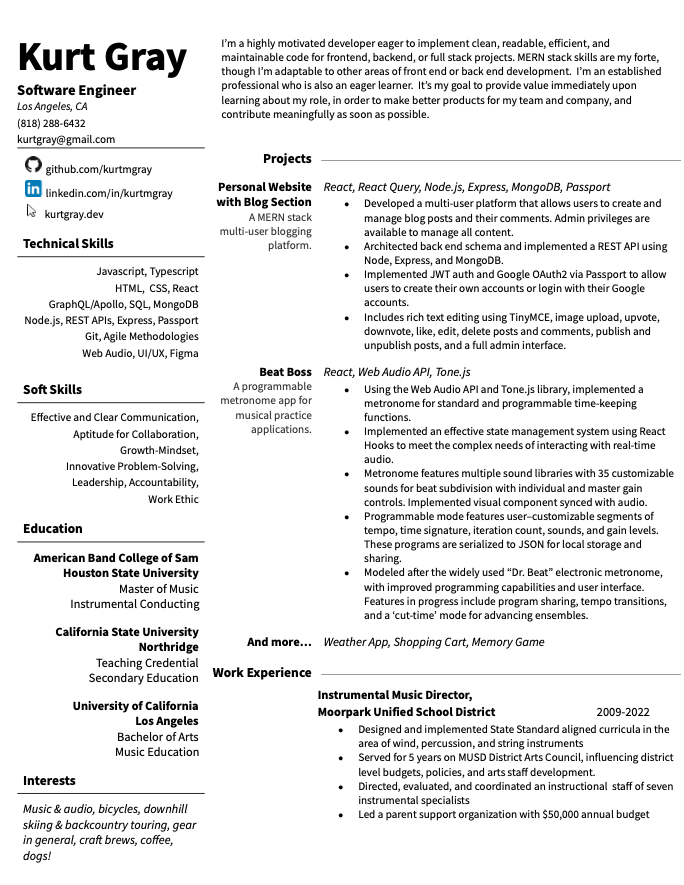 Kurt Gray
Software Engineer
Los Angeles, CA
(818) 288-6432
kurtgray@gmail.com
github.com/kurtmgray
linkedin.com/in/kurtmgray
kurtgray.dev
Technical Skills
Javascript, Typescript
HTML, CSS, React
GraphQL/Apollo, SQL, MongoDB
Node.js, REST APIs, Express, Passport
Git, Agile Methodologies
Web Audio, UI/UX, Figma
Soft Skills
Effective and Clear Communication,
Aptitude for Collaboration,
Growth-Mindset,
Innovative Problem-Solving,
Leadership, Accountability,
Work Ethic
Education
American Band College of Sam
Houston State University
Master of Music
Instrumental Conducting
California State University
Northridge
Teaching Credential
Secondary Education
University of California
Los Angeles
Bachelor of Arts
Music Education
Interests
Music & audio, bicycles, downhill
skiing & backcountry touring, gear
in general, craft brews, coffee,
dogs!
I'm a highly motivated developer eager to implement clean, readable, efficient, and
maintainable code for frontend, backend, or full stack projects. MERN stack skills are my forte,
though I'm adaptable to other areas of front end or back end development. I'm an established
professional who is also an eager learner. It's my goal to provide value immediately upon
learning about my role, in order to make better products for my team and company, and
contribute meaningfully as soon as possible.
Projects
Personal Website
with Blog Section
A MERN stack
multi-user blogging
platform.
React, React Query, Node.js, Express, MongoDB, Passport
• Developed a multi-user platform that allows users to create and
manage blog posts and their comments. Admin privileges are
available to manage all content.
• Architected back end schema and implemented a REST API using
Node, Express, and MongoDB.
• Implemented JWT auth and Google OAuth2 via Passport to allow
users to create their own accounts or login with their Google
accounts.
• Includes rich text editing using TinyMCE, image upload, upvote,
downvote, like, edit, delete posts and comments, publish and
unpublish posts, and a full admin interface.
Beat Boss
A programmable
metronome app for
musical practice
applications.
React, Web Audio API, Tone.js
• Using the Web Audio API and Tone.js library, implemented a
metronome for standard and programmable time-keeping
functions.
• Implemented an effective state management system using React
Hooks to meet the complex needs of interacting with real-time
audio.
• Metronome features multiple sound libraries with 35 customizable
sounds for beat subdivision with individual and master gain
controls. Implemented visual component synced with audio.
• Programmable mode features user–customizable segments of
tempo, time signature, iteration count, sounds, and gain levels.
These programs are serialized to JSON for local storage and
sharing.
• Modeled after the widely used “Dr. Beat” electronic metronome,
with improved programming capabilities and user interface.
Features in progress include program sharing, tempo transitions,
and a ‘cut-time’ mode for advancing ensembles.
And more... Weather App, Shopping Cart, Memory Game
Work Experience
Instrumental Music Director,
Moorpark Unified School District 2009-2022
• Designed and implemented State Standard aligned curricula in the
area of wind, percussion, and string instruments
• Served for 5 years on MUSD District Arts Council, influencing district
level budgets, policies, and arts staff development.
• Directed, evaluated, and coordinated an instructional staff of seven
instrumental specialists
• Led a parent support organization with $50,000 annual budget